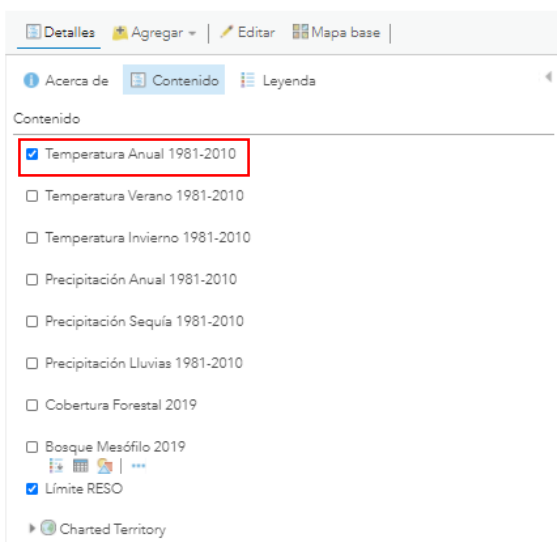 Detalles Agregar Editar Mapa base
Acerca de Contenido Leyenda
Contenido
Temperatura Anual 1981-2010
Temperatura Verano 1981-2010
Temperatura Invierno 1981-2010
Precipitación Anual 1981-2010
Precipitación Sequía 1981-2010
Precipitación Lluvias 1981-2010
Cobertura Forestal 2019
Bosque Mesófilo 2019
Límite RESO
Charted Territory